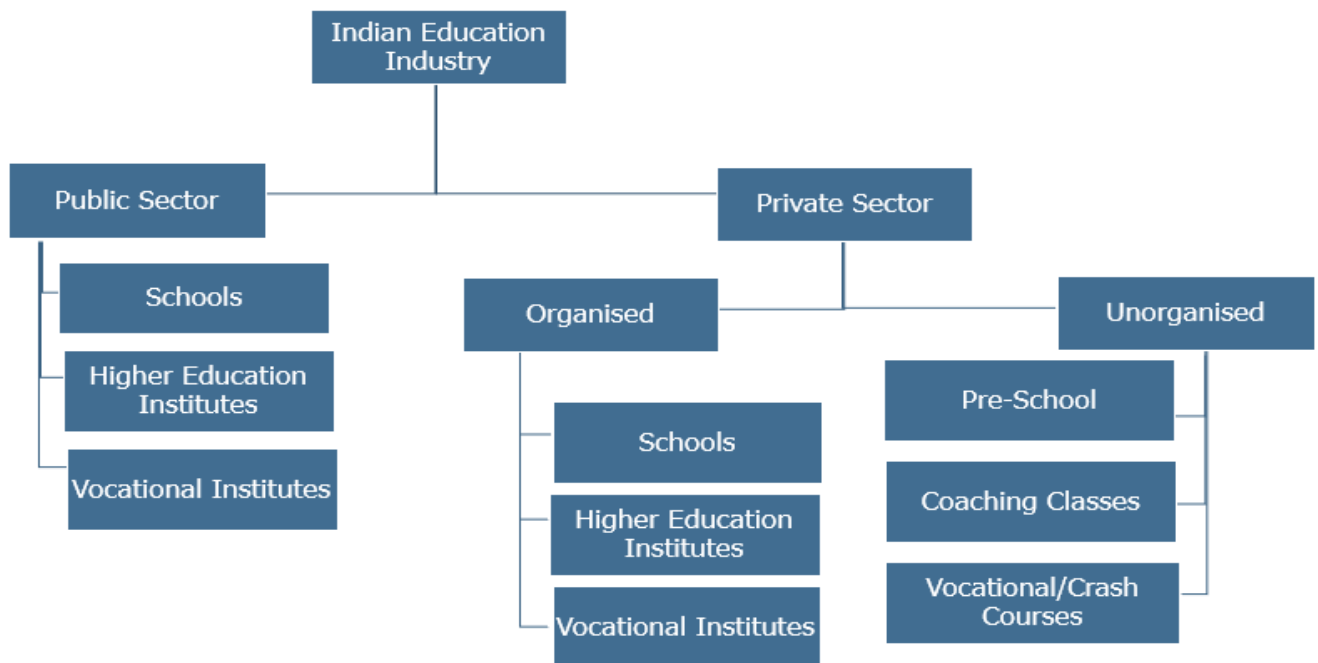 Indian Education
Industry
Public Sector
Private Sector
Schools
Higher Education
Institutes
Vocational Institutes
Organised
Unorganised
Schools
Higher Education
Institutes
Vocational Institutes
Pre-School
Coaching Classes
Vocational/Crash
Courses